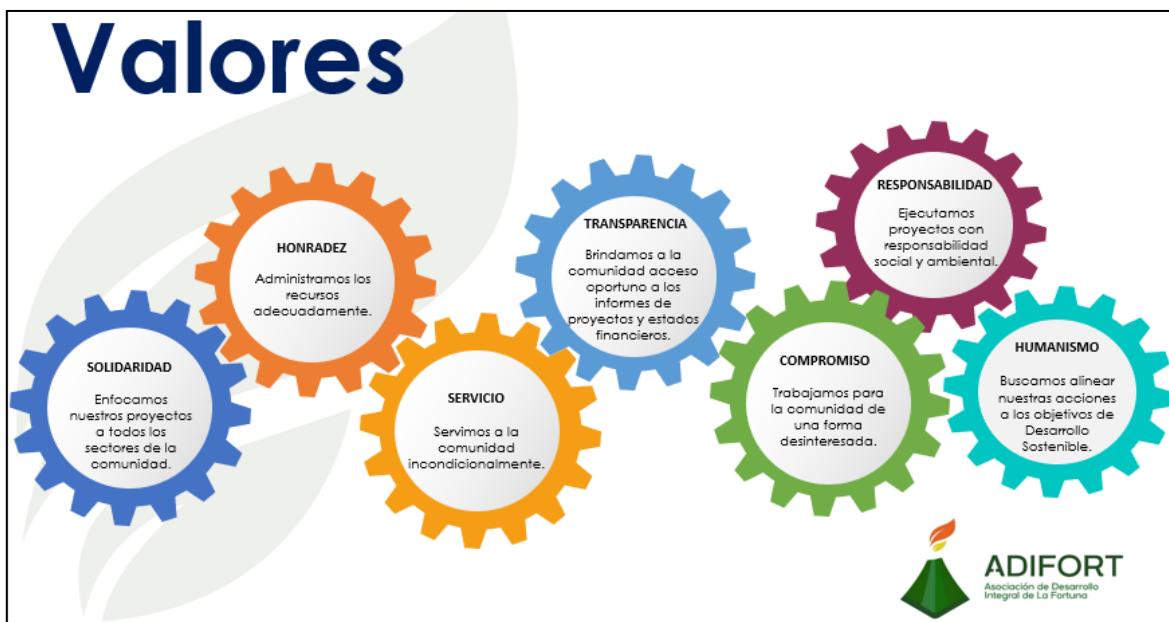 Valores
SOLIDARIDAD
Enfocamos
nuestros proyectos
a todos los
sectores de la
comunidad.
HONRADEZ
Administramos los
recursos
adecuadamente.
SERVICIO
Servimos a la
comunidad
incondicionalmente.
TRANSPARENCIA
Brindamos a la
comunidad acceso
oportuno a los
informes de
proyectos y estados
financieros.
COMPROMISO
Trabajamos para
la comunidad de
una forma
desinteresada.
RESPONSABILIDAD
Ejecutamos
proyectos con
responsabilidad
social y ambiental.
HUMANISMO
Buscamos alinear
nuestras acciones
a los objetivos de
Desarrollo
Sostenible.
ADIFORT
Asociación de Desarrollo
Integral de La Fortuna